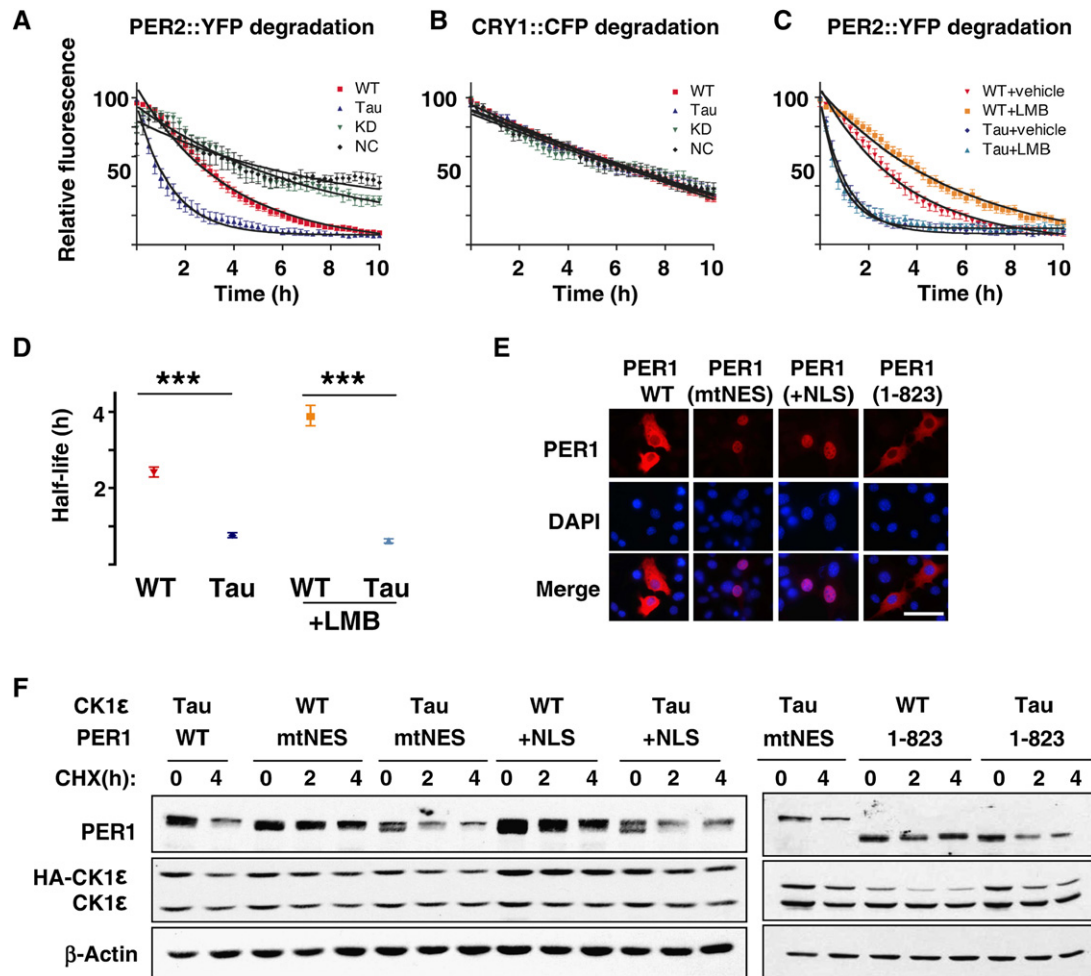 A PER2::YFP degradation
Relative fluorescence
100
50
2 4 6 8 10
Time (h)
WT
Tau
KD
NC
B CRY1::CFP degradation
100
50
2 4 6 8 10
Time (h)
WT
Tau
KD
NC
C PER2::YFP degradation
100
50
2 4 6 8 10
Time (h)
WT+vehicle
WT+LMB
Tau+vehicle
Tau+LMB
D
Half-life (h)
4
2
*** ***
WT Tau WT Tau
+LMB
E
PER1 PER1 PER1 PER1
WT (mtNES) (+NLS) (1-823)
PER1
DAPI
Merge
F
CK1ε Tau WT Tau WT Tau Tau WT Tau
PER1 WT mtNES mtNES +NLS +NLS mtNES 1-823 1-823
CHX(h): 0 4 0 2 4 0 2 4 0 2 4 0 2 4 0 4 0 2 4 0 2 4
PER1
HA-CK1ε
CK1ε
β-Actin